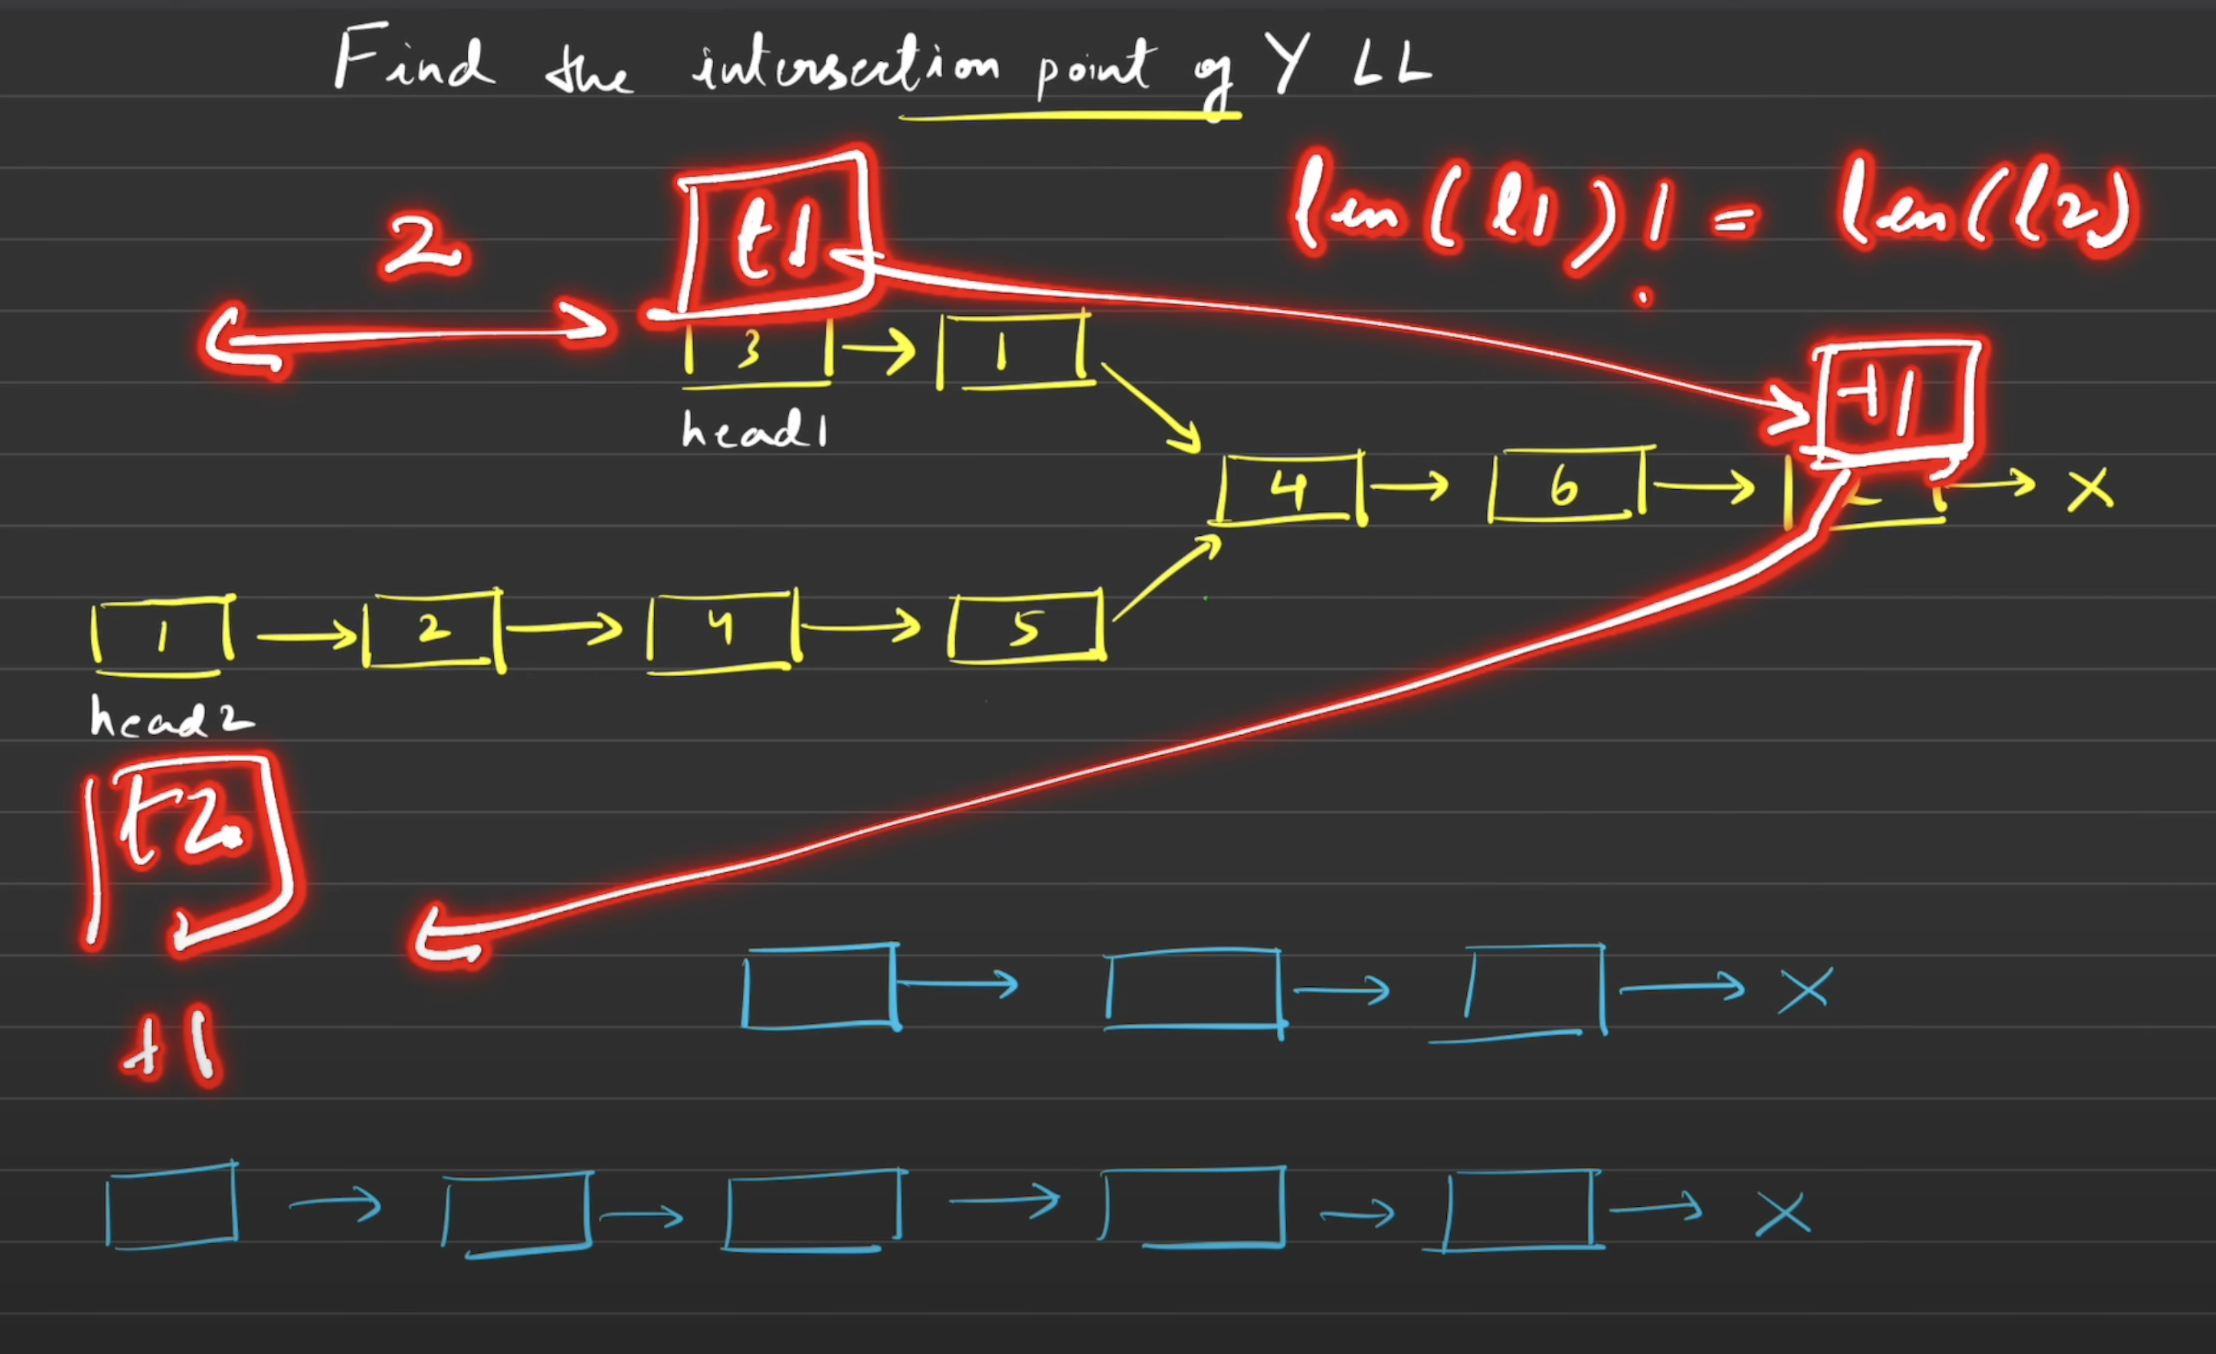 Find the intersection point of Y LL
2
t1
len(l1) != len(l2)
3
1
head1
t1
4
6
X
1
2
4
5
head2
t2
t1
X
X